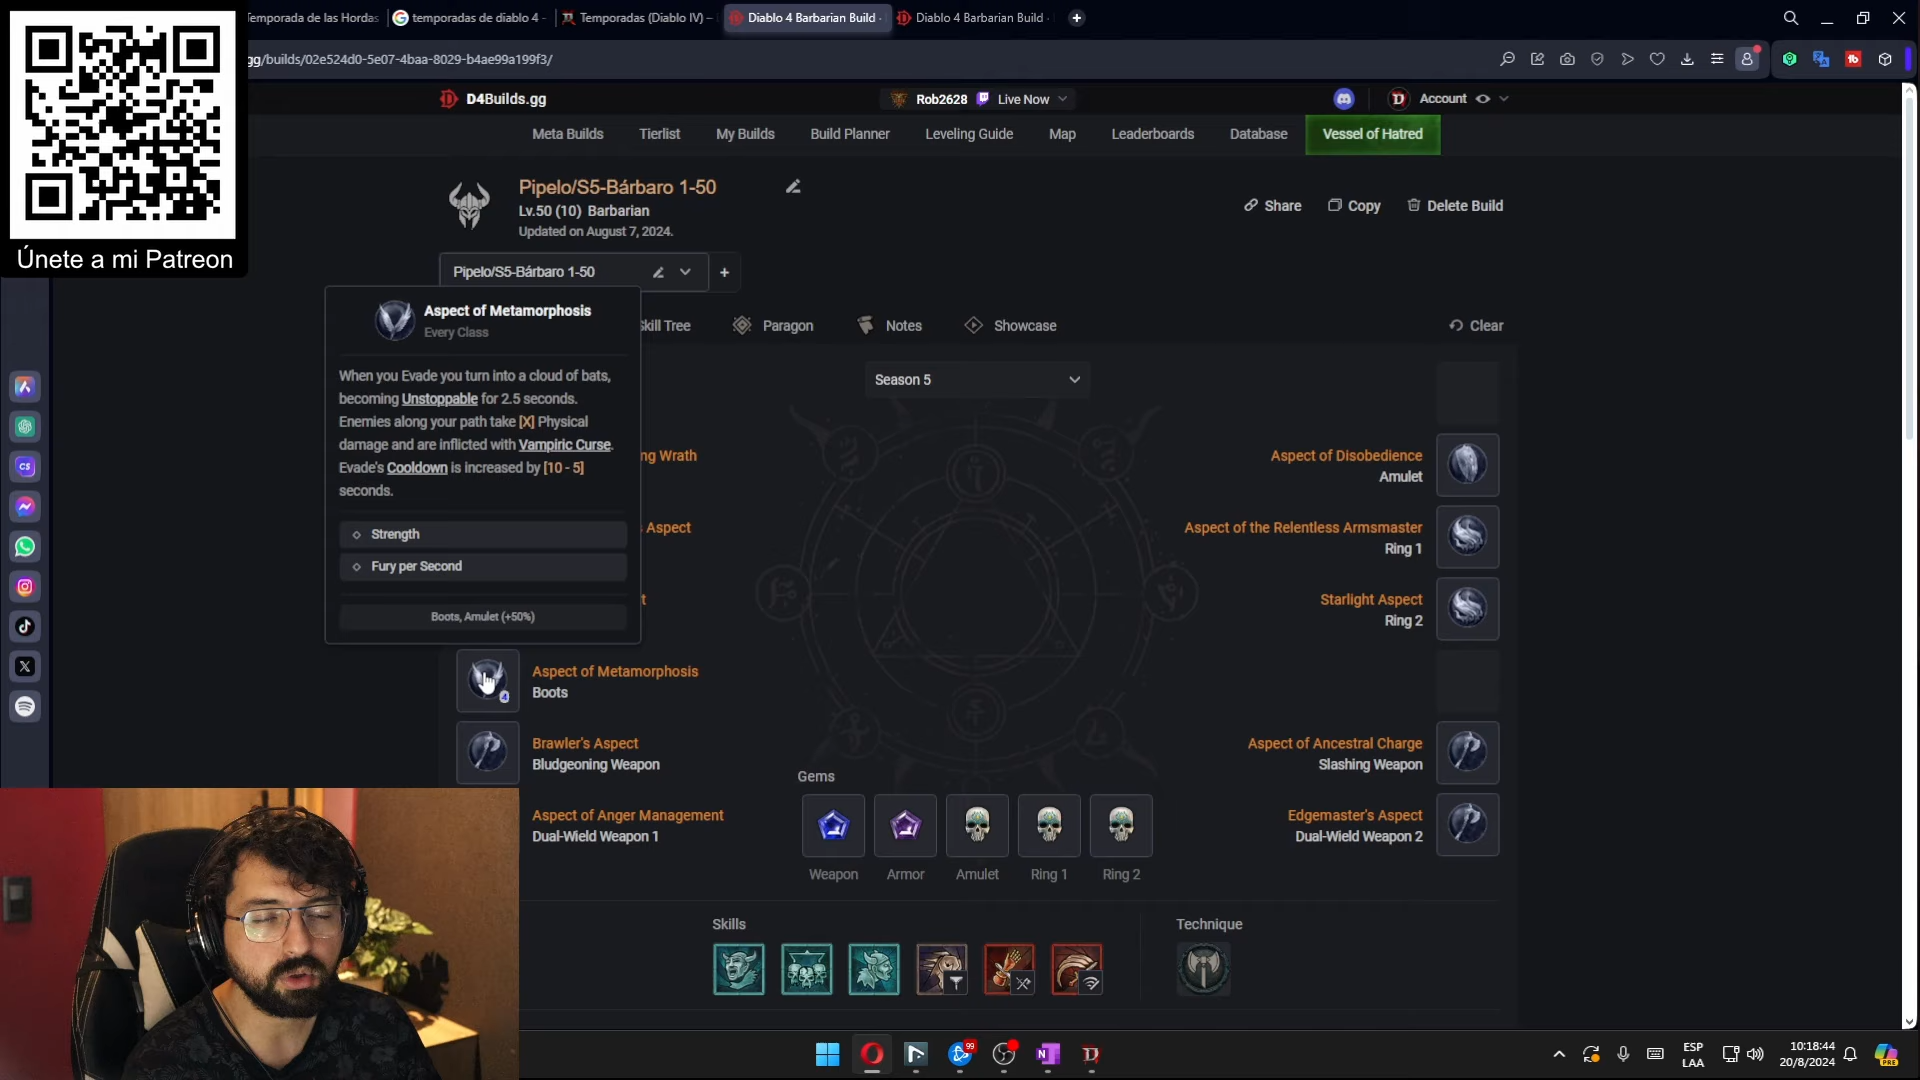 Temporada de las Hordas
temporadas de diablo 4 -
Temporadas (Diablo IV) –
Diablo 4 Barbarian Build ·
Diablo 4 Barbarian Build ·
gg/builds/02e524d0-5e07-4baa-8029-b4ae99a199f3/
Únete a mi Patreon
D4Builds.gg
Rob2628 Live Now
Account
Meta Builds
Tierlist
My Builds
Build Planner
Leveling Guide
Map
Leaderboards
Database
Vessel of Hatred
Pipelo/S5-Bárbaro 1-50
Lv.50 (10) Barbarian
Updated on August 7, 2024.
Share
Copy
Delete Build
Pipelo/S5-Bárbaro 1-50
+
Skill Tree
Paragon
Notes
Showcase
Clear
Season 5
Aspect of Metamorphosis
Every Class
When you Evade you turn into a cloud of bats,
becoming Unstoppable for 2.5 seconds.
Enemies along your path take [X] Physical
damage and are inflicted with Vampiric Curse.
Evade's Cooldown is increased by [10 - 5]
seconds.
Strength
Fury per Second
Boots, Amulet (+50%)
ng Wrath
s Aspect
t
Aspect of Metamorphosis
Boots
Brawler's Aspect
Bludgeoning Weapon
Aspect of Anger Management
Dual-Wield Weapon 1
Aspect of Disobedience
Amulet
Aspect of the Relentless Armsmaster
Ring 1
Starlight Aspect
Ring 2
Aspect of Ancestral Charge
Slashing Weapon
Edgemaster's Aspect
Dual-Wield Weapon 2
Gems
Weapon
Armor
Amulet
Ring 1
Ring 2
Skills
Technique
99
ESP
LAA
10:18:44
20/8/2024